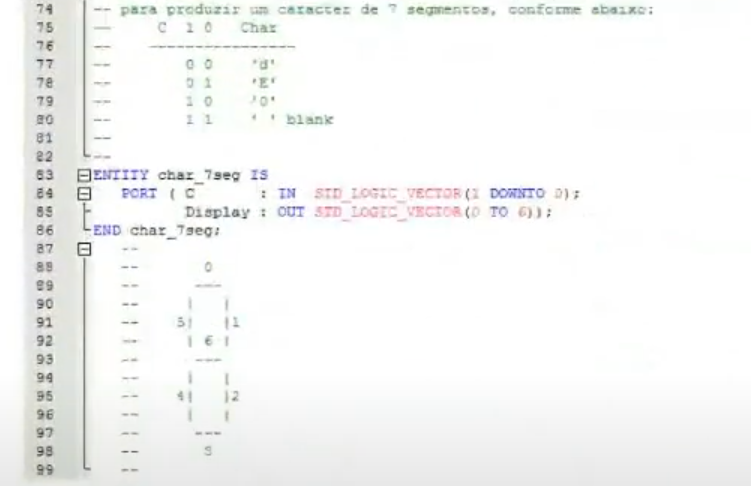 74 -- para produzir um caracter de 7 segmentos, conforme abaixo:
75 -- C 1 0 Char
76 -- ----------------
77 -- 0 0 'd'
78 -- 0 1 'E'
79 -- 1 0 '0'
80 -- 1 1 ' ' blank
81 --
82 --
83 ENTITY char_7seg IS
84 PORT ( C : IN STD_LOGIC_VECTOR(1 DOWNTO 0);
85 Display : OUT STD_LOGIC_VECTOR(0 TO 6));
86 END char_7seg;
87 --
88 -- 0
89 -- ---
90 -- | |
91 -- 5| |1
92 -- | 6 |
93 -- ---
94 -- | |
95 -- 4| |2
96 -- | |
97 -- ---
98 --
99 --